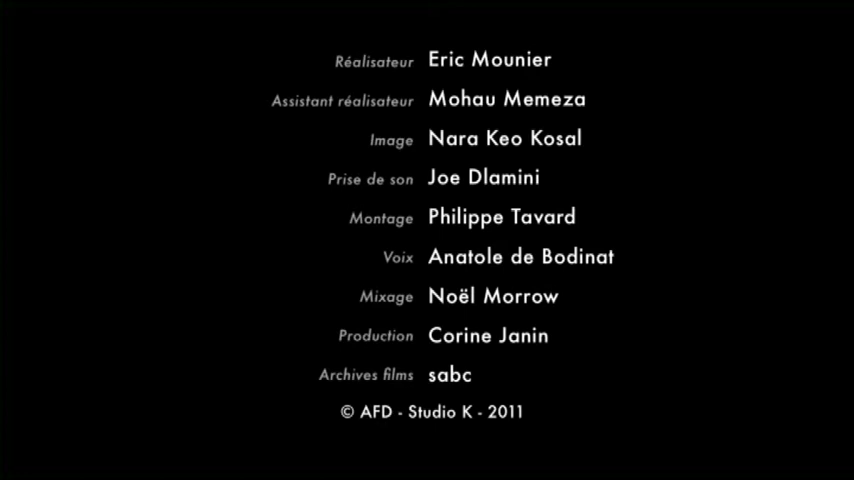 Réalisateur Eric Mounier
Assistant réalisateur Mohau Memeza
Image Nara Keo Kosal
Prise de son Joe Dlamini
Montage Philippe Tavard
Voix Anatole de Bodinat
Mixage Noël Morrow
Production Corine Janin
Archives films sabc
© AFD - Studio K - 2011